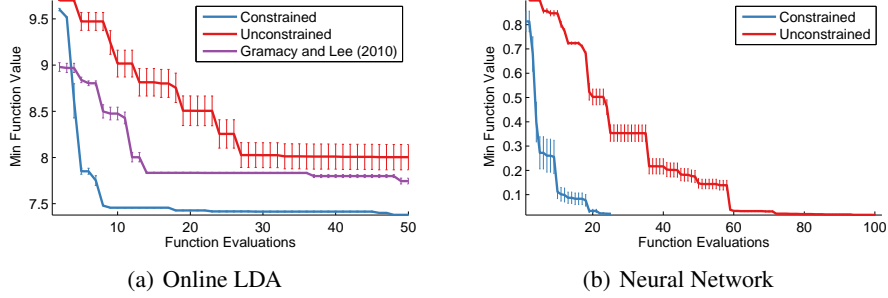 9.5
9
8.5
8
7.5
Min Function Value
10
20
30
40
50
Function Evaluations
Constrained
Unconstrained
Gramacy and Lee (2010)
(a) Online LDA
0.8
0.7
0.6
0.5
0.4
0.3
0.2
0.1
Min Function Value
20
40
60
80
100
Function Evaluations
Constrained
Unconstrained
(b) Neural Network